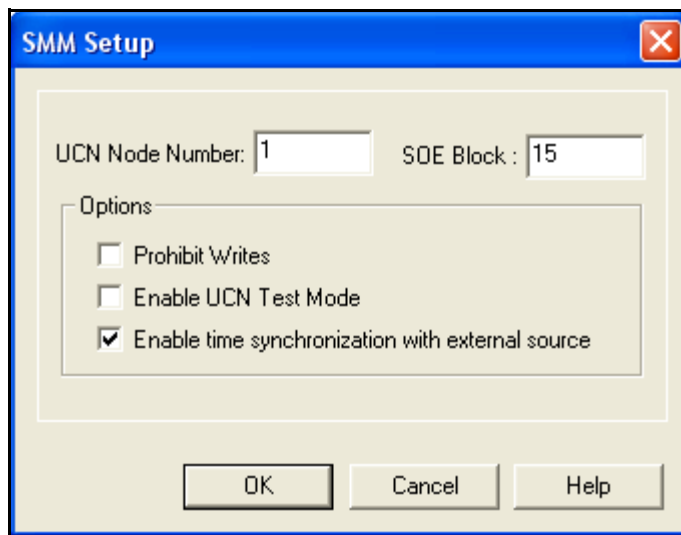 SMM Setup
UCN Node Number: 1 SOE Block : 15
Options
Prohibit Writes
Enable UCN Test Mode
Enable time synchronization with external source
OK Cancel Help